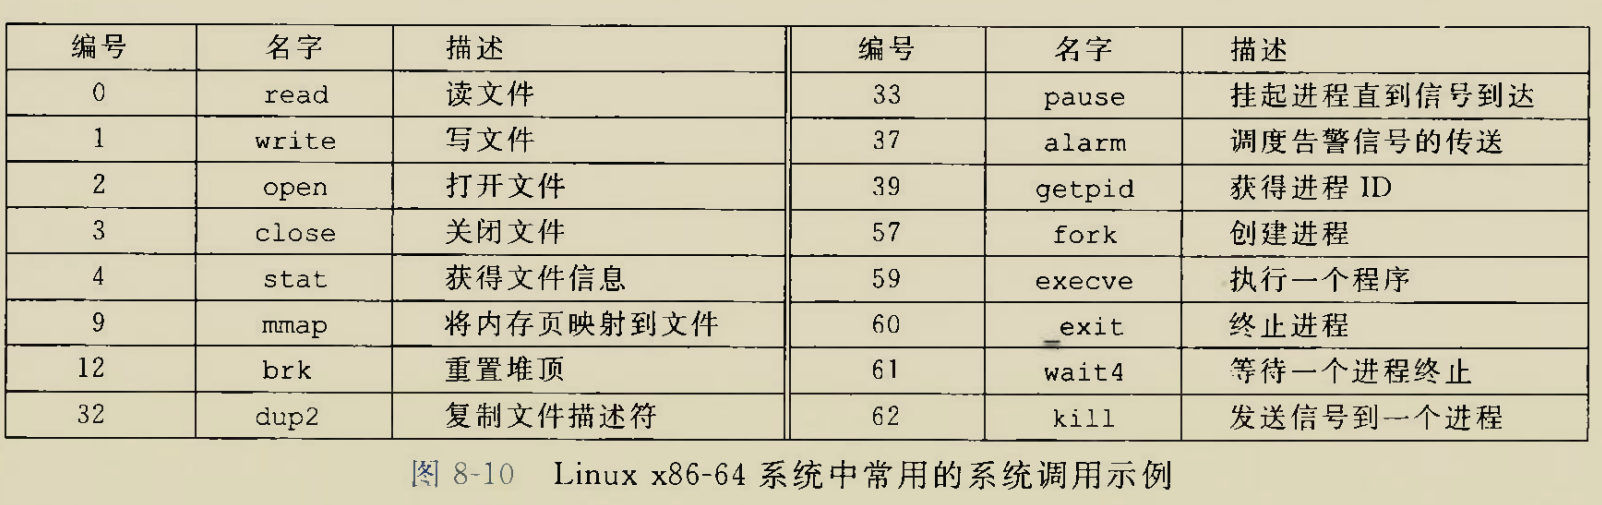 编号 名字 描述 编号 名字 描述
0 read 读文件 33 pause 挂起进程直到信号到达
1 write 写文件 37 alarm 调度告警信号的传送
2 open 打开文件 39 getpid 获得进程 ID
3 close 关闭文件 57 fork 创建进程
4 stat 获得文件信息 59 execve 执行一个程序
9 mmap 将内存页映射到文件 60 _exit 终止进程
12 brk 重置堆顶 61 wait4 等待一个进程终止
32 dup2 复制文件描述符 62 kill 发送信号到一个进程
图 8-10 Linux x86-64 系统中常用的系统调用示例